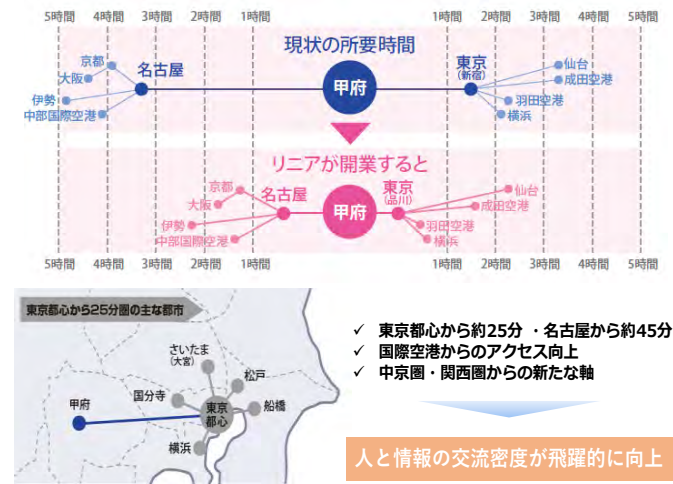 5時間 4時間 3時間 2時間 1時間 1時間 2時間 3時間 4時間 5時間
現状の所要時間
京都
大阪
名古屋
伊勢
中部国際空港
甲府
東京
(新宿)
仙台
成田空港
羽田空港
横浜
リニアが開業すると
京都
大阪
名古屋
伊勢
中部国際空港
甲府
東京
(品川)
仙台
成田空港
羽田空港
横浜
5時間 4時間 3時間 2時間 1時間 1時間 2時間 3時間 4時間 5時間
東京都心から25分圏の主な都市
さいたま
(大宮)
松戸
国分寺
甲府
東京
都心
船橋
横浜
✓ 東京都心から約25分 ・名古屋から約45分
✓ 国際空港からのアクセス向上
✓ 中京圏・関西圏からの新たな軸
人と情報の交流密度が飛躍的に向上